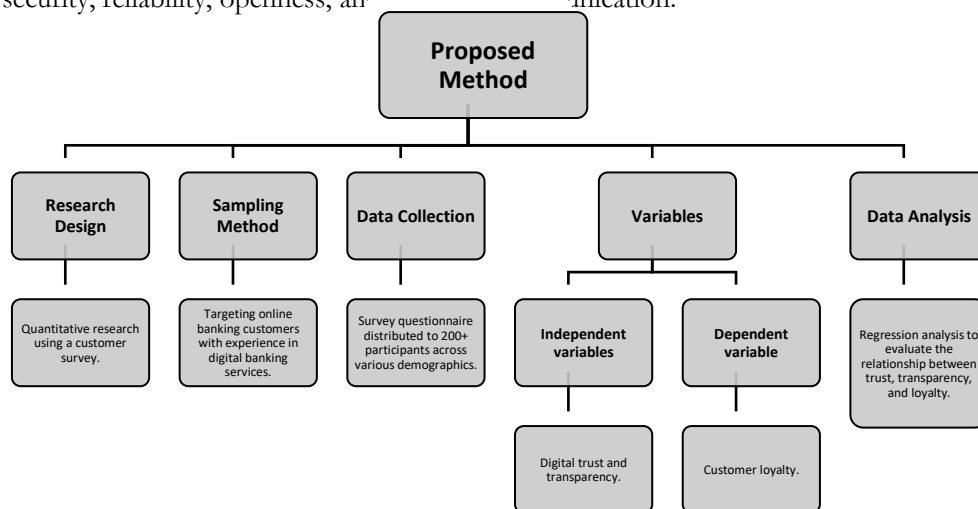 security, reliability, openness, an
unication.
Proposed
Method
Research
Design
Sampling
Method
Data Collection
Variables
Data Analysis
Quantitative research
using a customer
survey.
Targeting online
banking customers
with experience in
digital banking
services.
Survey questionnaire
distributed to 200+
participants across
various demographics.
Independent
variables
Dependent
variable
Regression analysis to
evaluate the
relationship between
trust, transparency,
and loyalty.
Digital trust and
transparency.
Customer loyalty.